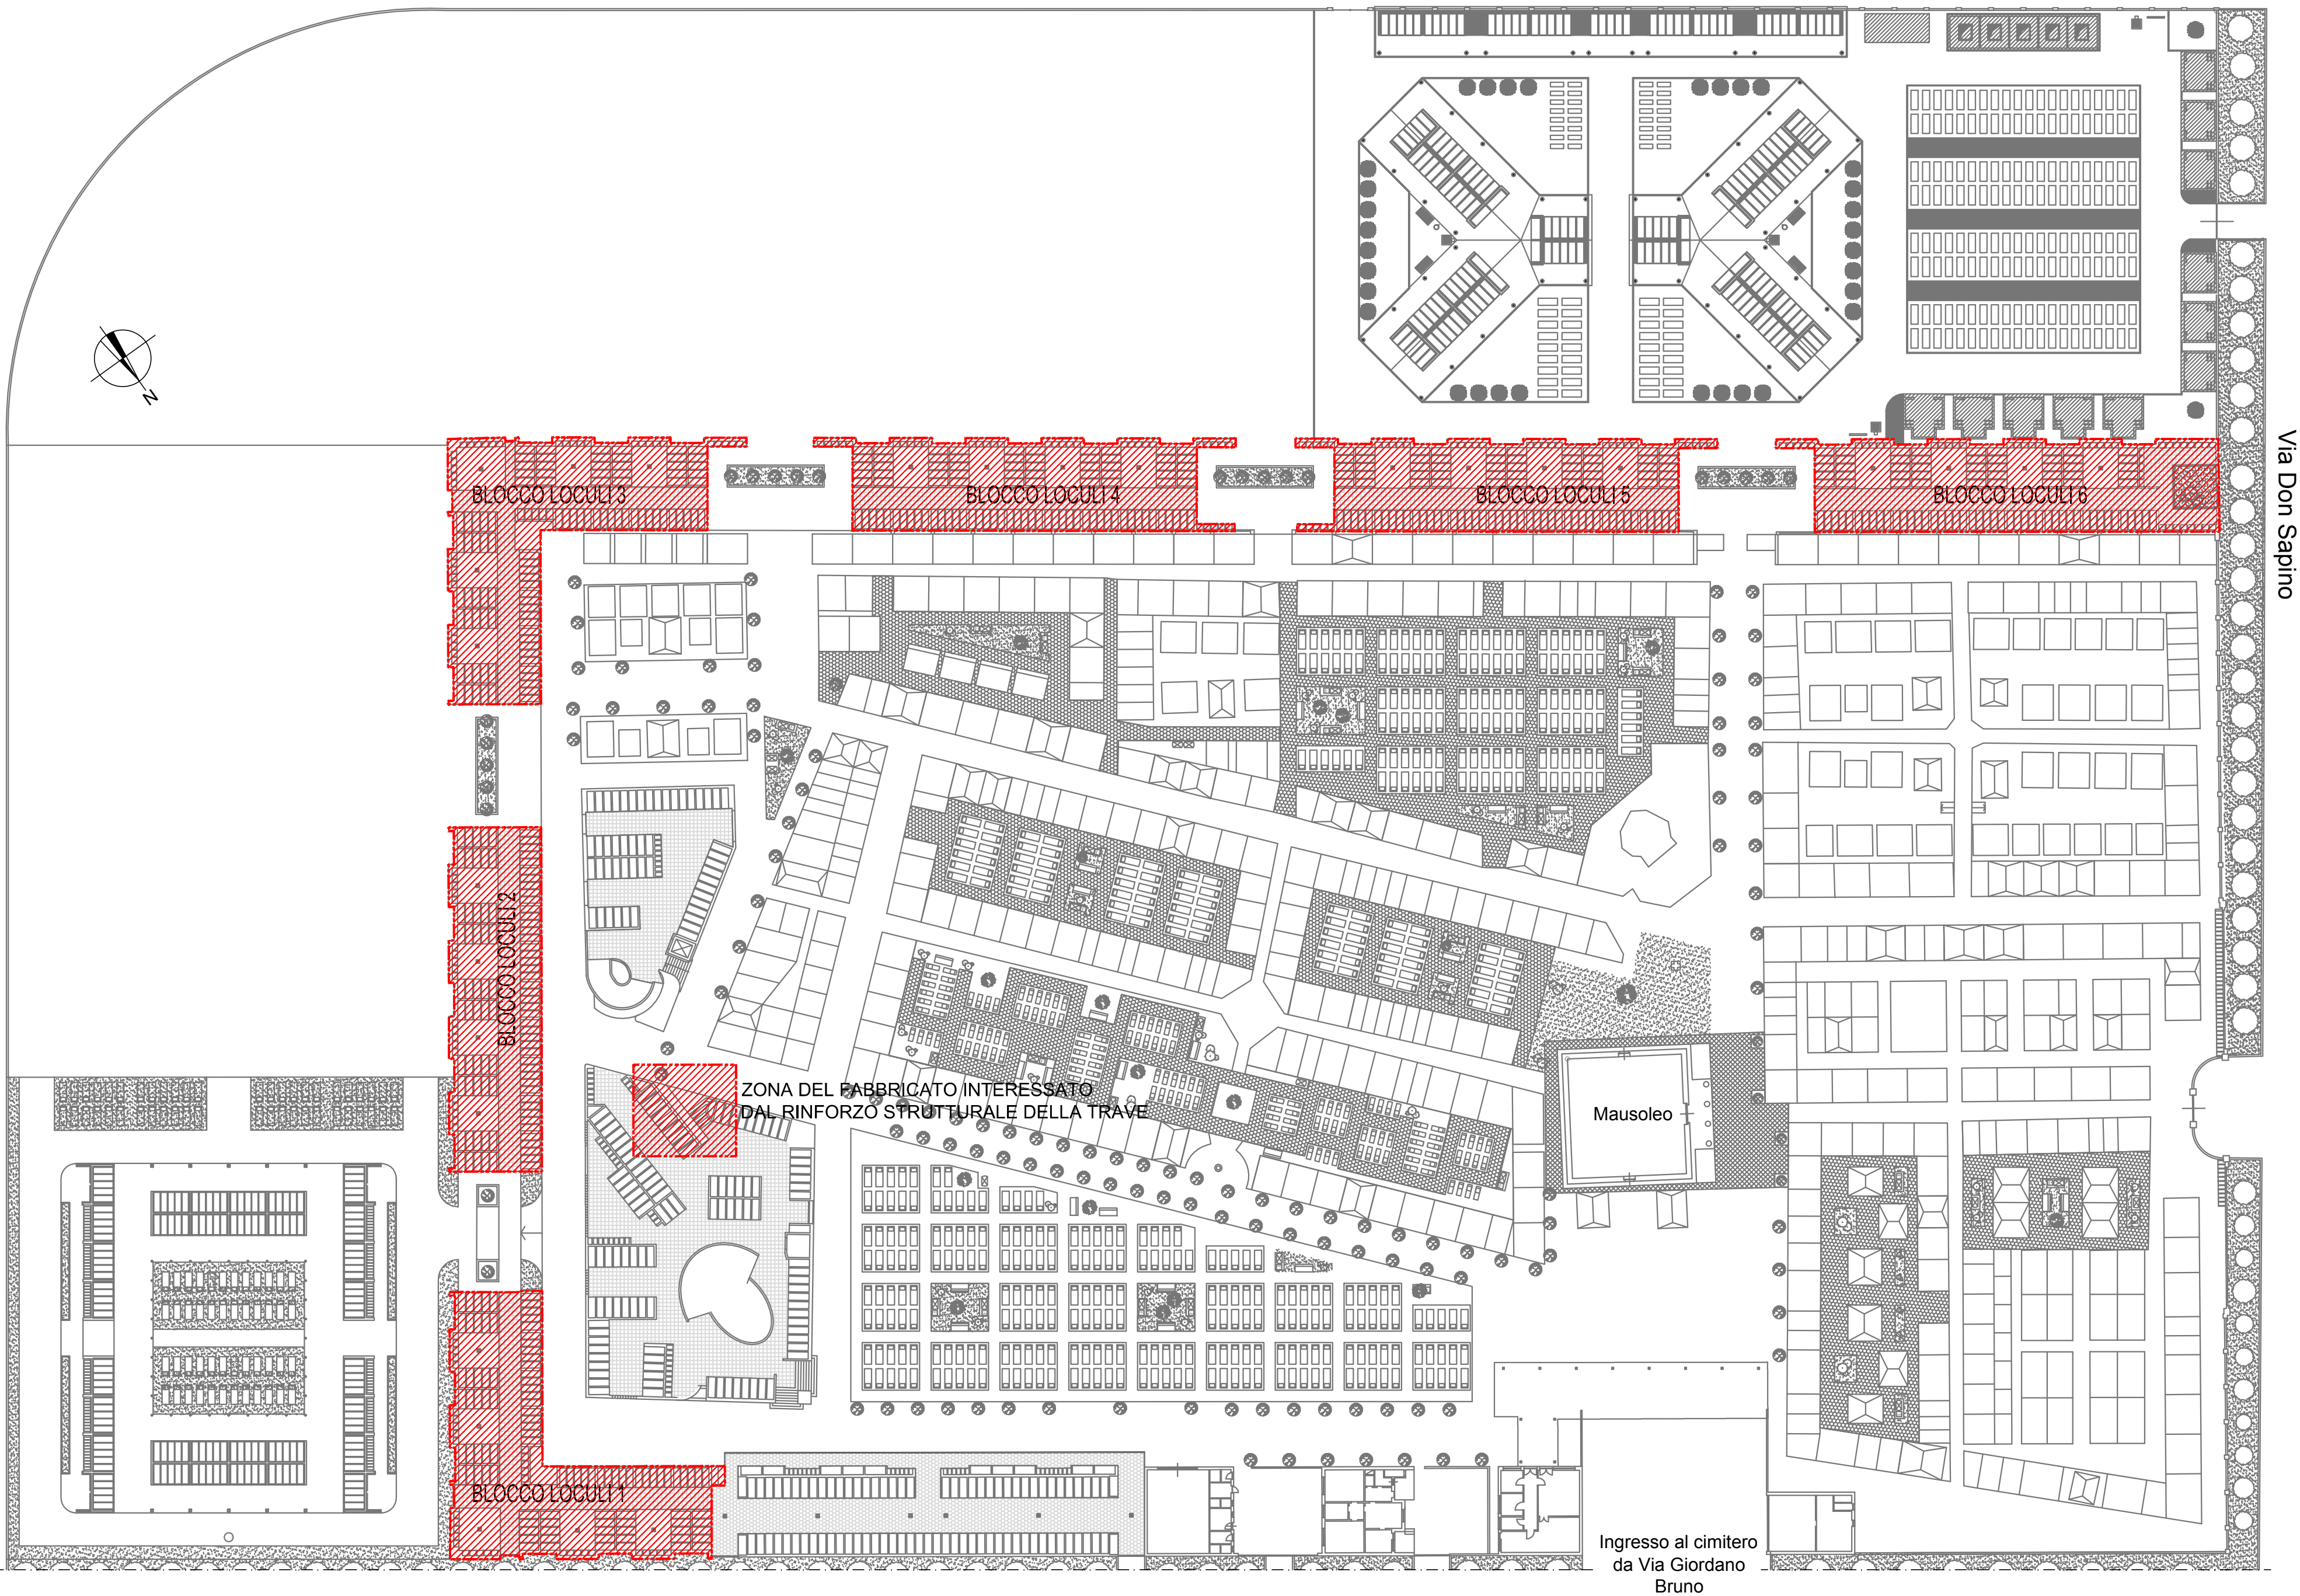 N
BLOCCO LOCULI 3
BLOCCO LOCULI 4
BLOCCO LOCULI 5
BLOCCO LOCULI 6
Via Don Sapino
BLOCCO LOCULI 2
ZONA DEL FABBRICATO INTERESSATO
DAL RINFORZO STRUTTURALE DELLA TRAVE
Mausoleo
BLOCCO LOCULI 1
Ingresso al cimitero
da Via Giordano
Bruno